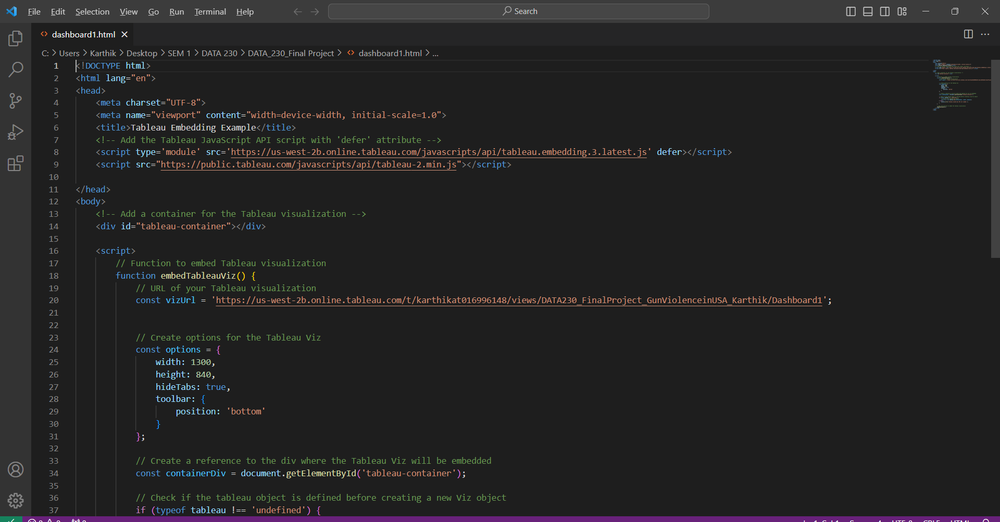 File Edit Selection View Go Run Terminal Help Search
dashboard1.html
C: > Users > Karthik > Desktop > SEM 1 > DATA 230 > DATA_230_Final Project > dashboard1.html > ...
1 <!DOCTYPE html>
2 <html lang="en">
3 <head>
4 <meta charset="UTF-8">
5 <meta name="viewport" content="width=device-width, initial-scale=1.0">
6 <title>Tableau Embedding Example</title>
7 <!-- Add the Tableau JavaScript API script with 'defer' attribute -->
8 <script type='module' src='https://us-west-2b.online.tableau.com/javascripts/api/tableau.embedding.3.latest.js' defer></script>
9 <script src="https://public.tableau.com/javascripts/api/tableau-2.min.js"></script>
10
11 </head>
12 <body>
13 <!-- Add a container for the Tableau visualization -->
14 <div id="tableau-container"></div>
15
16 <script>
17 // Function to embed Tableau visualization
18 function embedTableauViz() {
19 // URL of your Tableau visualization
20 const vizUrl = 'https://us-west-2b.online.tableau.com/t/karthikat016996148/views/DATA230_FinalProject_GunViolenceinUSA_Karthik/Dashboard1';
21
22
23 // Create options for the Tableau Viz
24 const options = {
25 width: 1300,
26 height: 840,
27 hideTabs: true,
28 toolbar: {
29 position: 'bottom'
30 }
31 };
32
33 // Create a reference to the div where the Tableau Viz will be embedded
34 const containerDiv = document.getElementById('tableau-container');
35
36 // Check if the tableau object is defined before creating a new Viz object
37 if (typeof tableau !== 'undefined') {